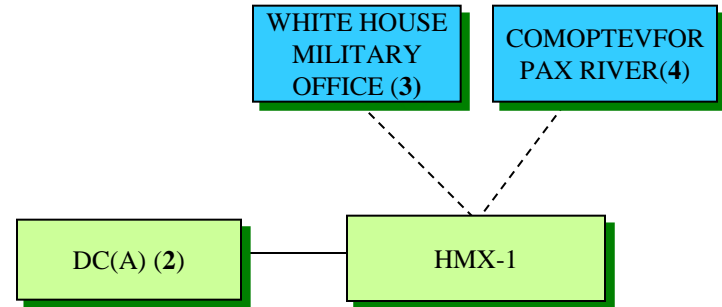 WHITE HOUSE
MILITARY
OFFICE (3)
COMOPTEVFOR
PAX RIVER(4)
DC(A) (2)
HMX-1